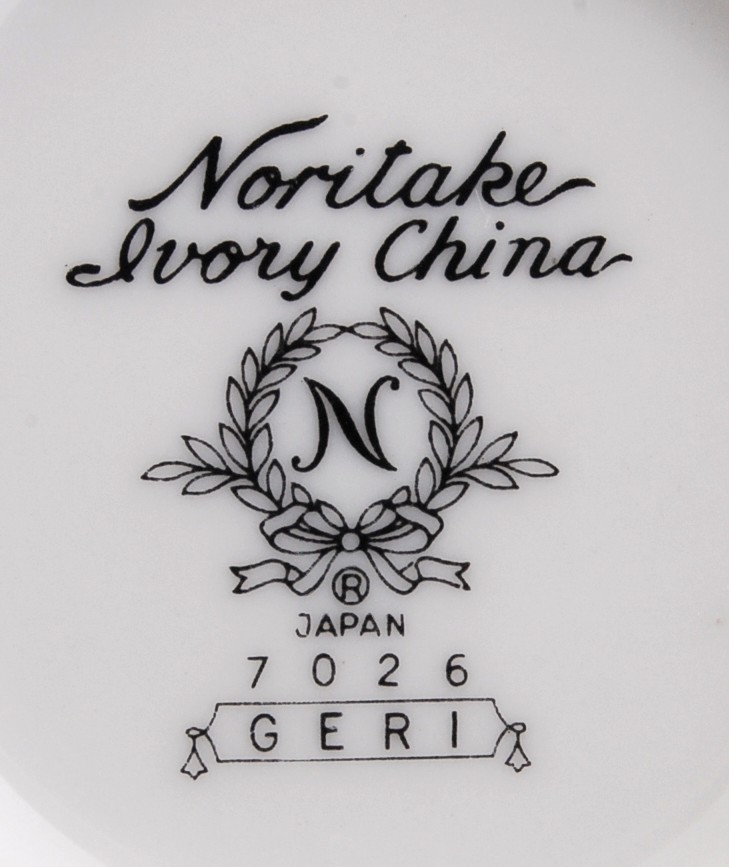 Noritake
Ivory China
N
®
JAPAN
7026
GERI